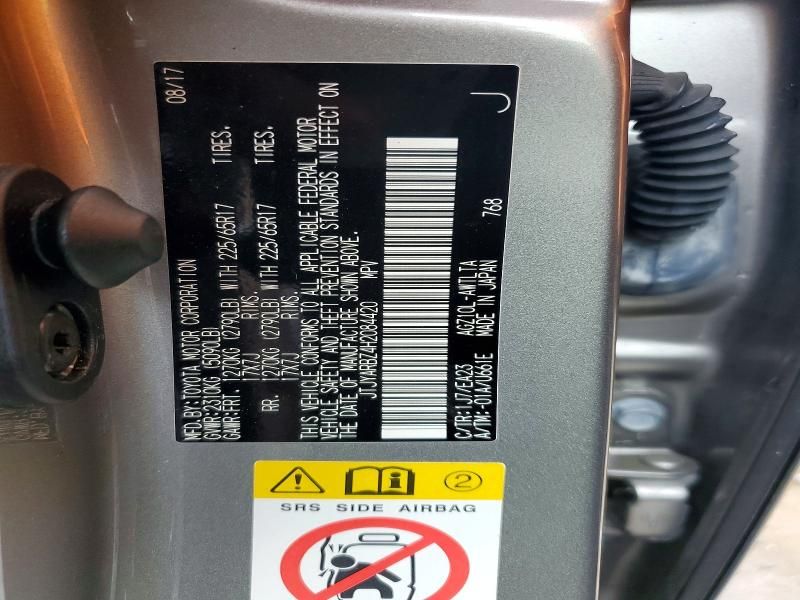 MFD. BY: TOYOTA MOTOR CORPORATION 08/17
GVWR: 2310KG (5090LB)
GAWR: FRT. 1270KG (2790LB) WITH 225/65R17 TIRES.
17X7J RIMS.
RR. 1270KG (2790LB) WITH 225/65R17 TIRES.
17X7J RIMS.
THIS VEHICLE CONFORMS TO ALL APPLICABLE FEDERAL MOTOR
VEHICLE SAFETY AND THEFT PREVENTION STANDARDS IN EFFECT ON
THE DATE OF MANUFACTURE SHOWN ABOVE.
JTJYARBZ4H2084420 MPV
C/TR: 1J7/EA23 AGZ10L-AWTLTA 768 J
A/TM: -01A/U661E MADE IN JAPAN
2
SRS SIDE AIRBAG